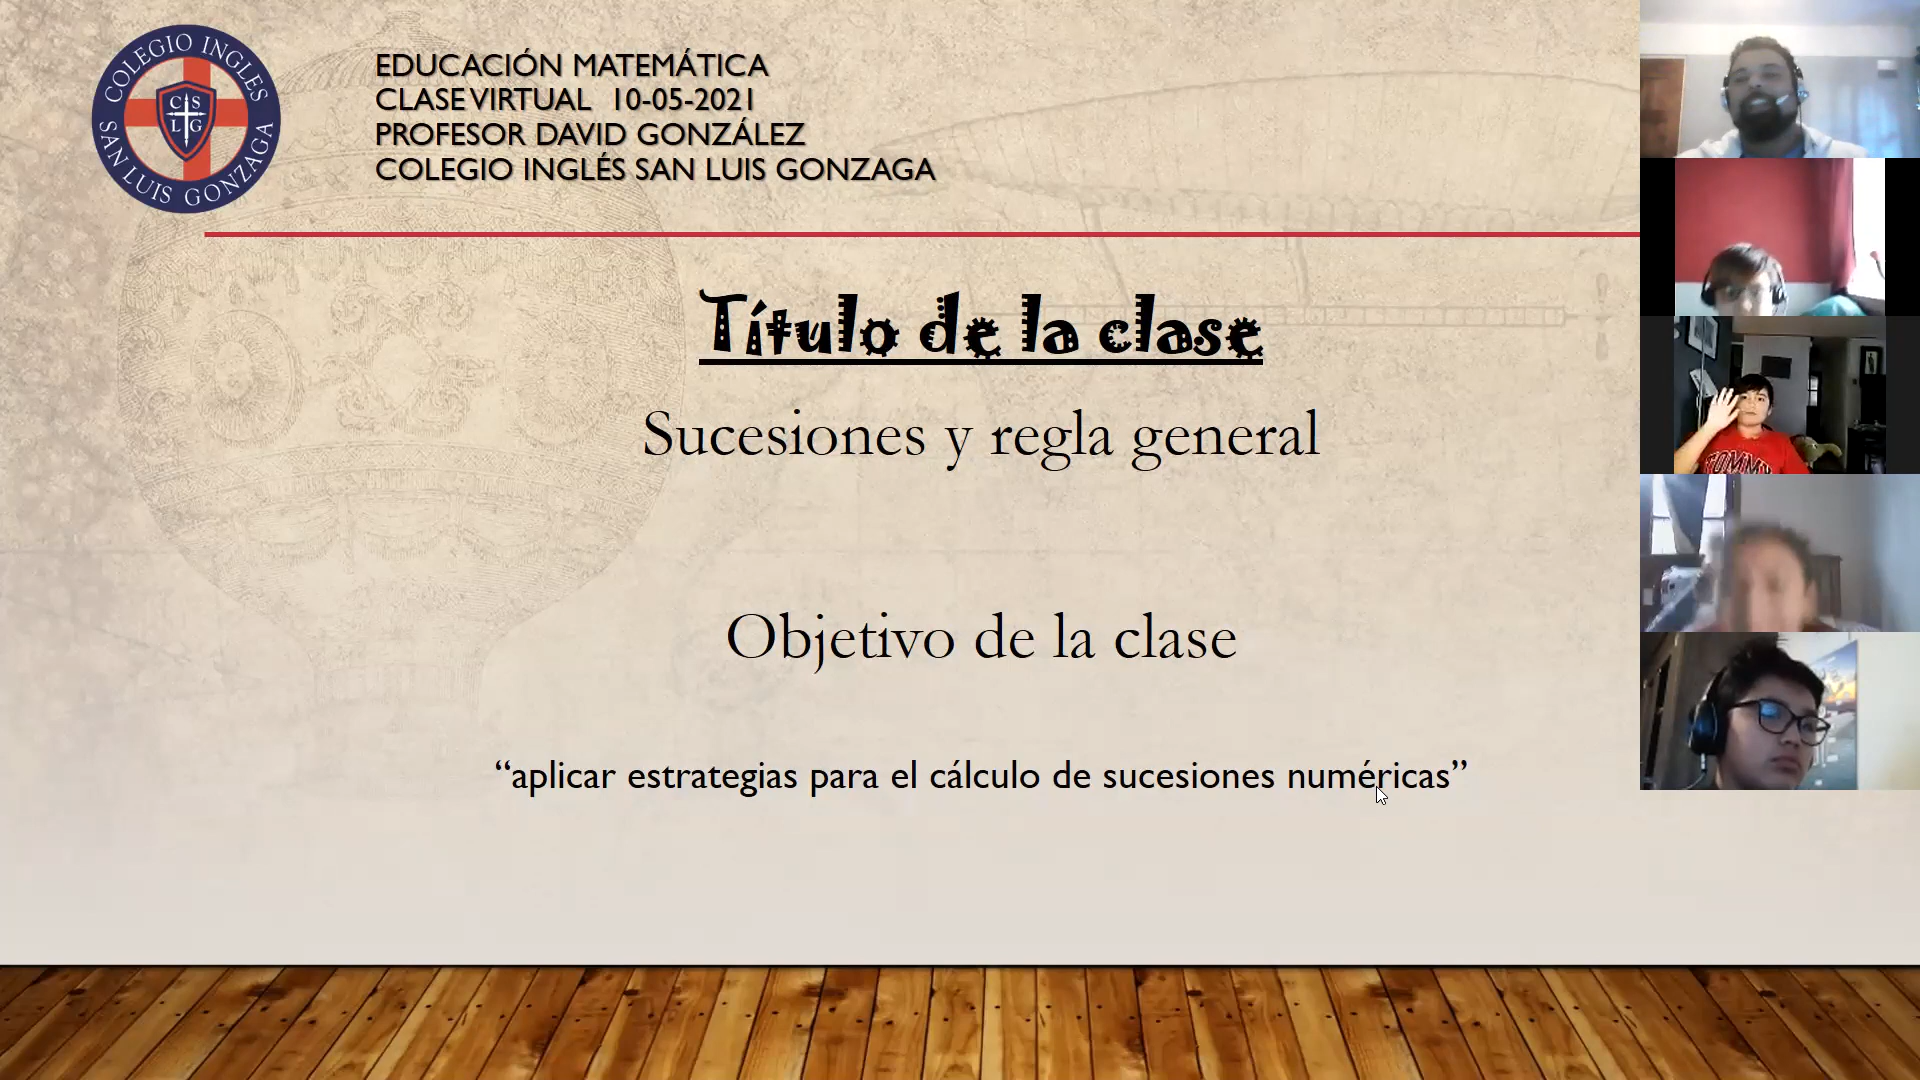 COLEGIO INGLES
SAN LUIS GONZAGA
C S
L G
EDUCACIÓN MATEMÁTICA
CLASE VIRTUAL 10-05-2021
PROFESOR DAVID GONZÁLEZ
COLEGIO INGLÉS SAN LUIS GONZAGA
Título de la clase
Sucesiones y regla general
Objetivo de la clase
“aplicar estrategias para el cálculo de sucesiones numéricas”
TOMMY